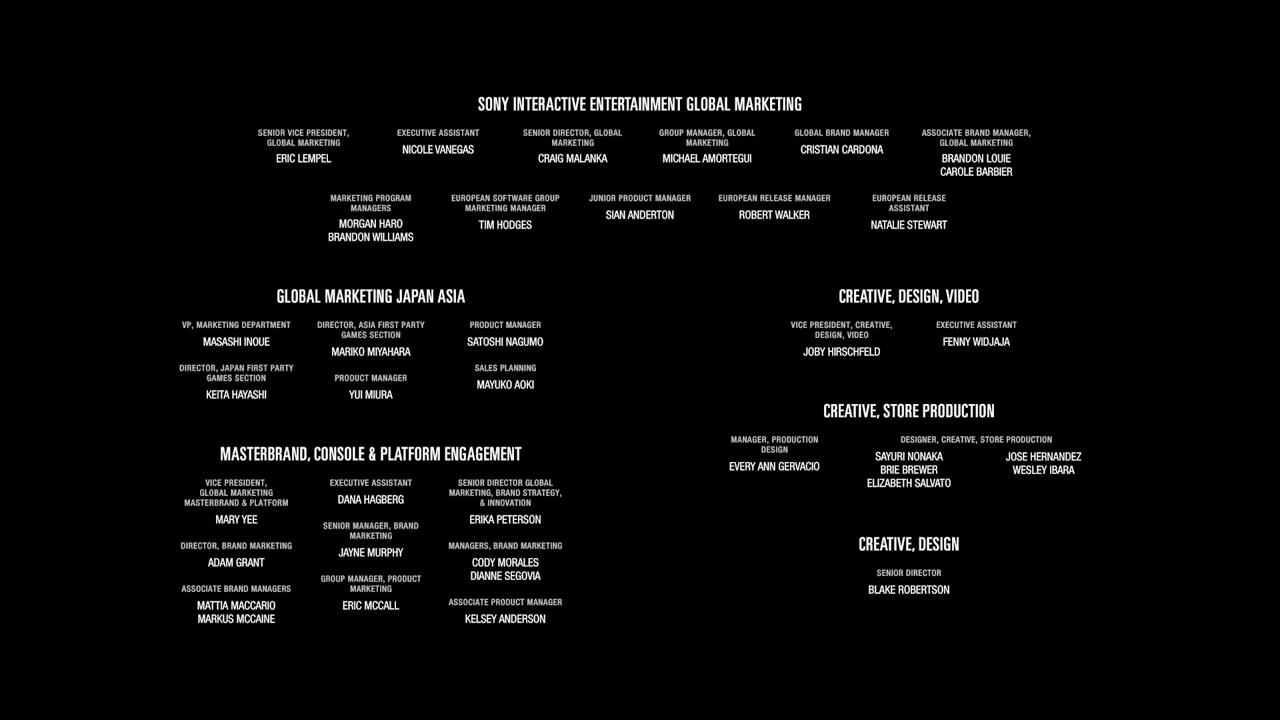 SONY INTERACTIVE ENTERTAINMENT GLOBAL MARKETING
SENIOR VICE PRESIDENT,
GLOBAL MARKETING
ERIC LEMPEL
EXECUTIVE ASSISTANT
NICOLE VANEGAS
SENIOR DIRECTOR, GLOBAL
MARKETING
CRAIG MALANKA
GROUP MANAGER, GLOBAL
MARKETING
MICHAEL AMORTEGUI
GLOBAL BRAND MANAGER
CRISTIAN CARDONA
ASSOCIATE BRAND MANAGER,
GLOBAL MARKETING
BRANDON LOUIE
CAROLE BARBIER
MARKETING PROGRAM
MANAGERS
MORGAN HARO
BRANDON WILLIAMS
EUROPEAN SOFTWARE GROUP
MARKETING MANAGER
TIM HODGES
JUNIOR PRODUCT MANAGER
SIAN ANDERTON
EUROPEAN RELEASE MANAGER
ROBERT WALKER
EUROPEAN RELEASE
ASSISTANT
NATALIE STEWART
GLOBAL MARKETING JAPAN ASIA
VP, MARKETING DEPARTMENT
MASASHI INOUE
DIRECTOR, JAPAN FIRST PARTY
GAMES SECTION
KEITA HAYASHI
DIRECTOR, ASIA FIRST PARTY
GAMES SECTION
MARIKO MIYAHARA
PRODUCT MANAGER
YUI MIURA
PRODUCT MANAGER
SATOSHI NAGUMO
SALES PLANNING
MAYUKO AOKI
MASTERBRAND, CONSOLE & PLATFORM ENGAGEMENT
VICE PRESIDENT,
GLOBAL MARKETING
MASTERBRAND & PLATFORM
MARY YEE
DIRECTOR, BRAND MARKETING
ADAM GRANT
ASSOCIATE BRAND MANAGERS
MATTIA MACCARIO
MARKUS MCCAINE
EXECUTIVE ASSISTANT
DANA HAGBERG
SENIOR MANAGER, BRAND
MARKETING
JAYNE MURPHY
GROUP MANAGER, PRODUCT
MARKETING
ERIC MCCALL
SENIOR DIRECTOR GLOBAL
MARKETING, BRAND STRATEGY,
& INNOVATION
ERIKA PETERSON
MANAGERS, BRAND MARKETING
CODY MORALES
DIANNE SEGOVIA
ASSOCIATE PRODUCT MANAGER
KELSEY ANDERSON
CREATIVE, DESIGN, VIDEO
VICE PRESIDENT, CREATIVE,
DESIGN, VIDEO
JOBY HIRSCHFELD
EXECUTIVE ASSISTANT
FENNY WIDJAJA
CREATIVE, STORE PRODUCTION
MANAGER, PRODUCTION
DESIGN
EVERY ANN GERVACIO
DESIGNER, CREATIVE, STORE PRODUCTION
SAYURI NONAKA
BRIE BREWER
ELIZABETH SALVATO
JOSE HERNANDEZ
WESLEY IBARA
CREATIVE, DESIGN
SENIOR DIRECTOR
BLAKE ROBERTSON